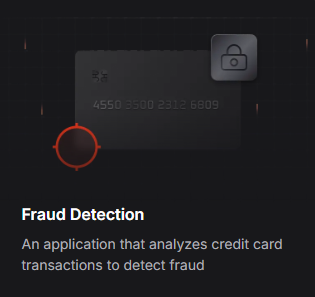 4550 3500 2312 6809
Fraud Detection
An application that analyzes credit card
transactions to detect fraud